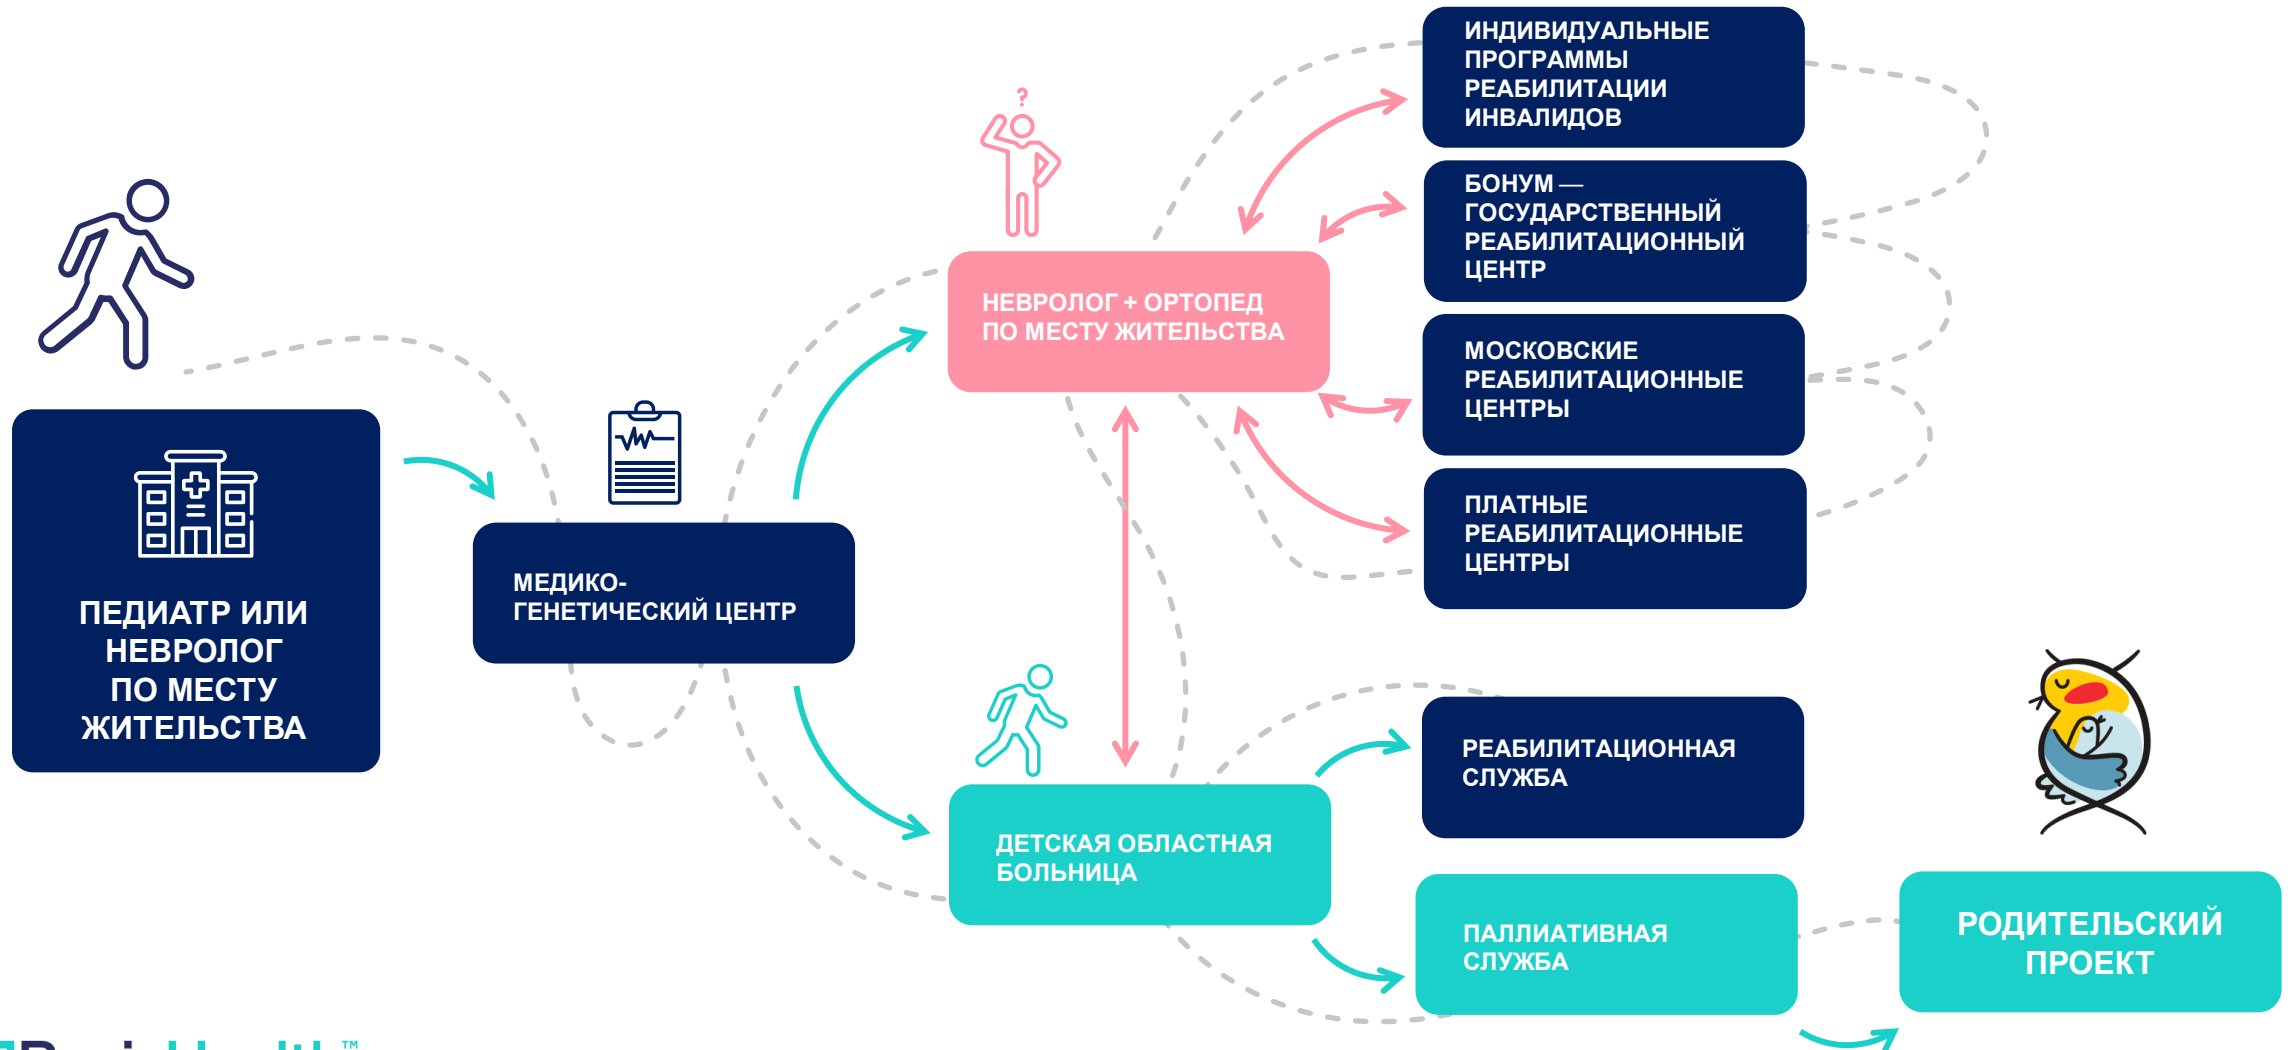 ИНДИВИДУАЛЬНЫЕ
ПРОГРАММЫ
РЕАБИЛИТАЦИИ
ИНВАЛИДОВ
?
БОНУМ —
ГОСУДАРСТВЕННЫЙ
РЕАБИЛИТАЦИОННЫЙ
ЦЕНТР
НЕВРОЛОГ + ОРТОПЕД
ПО МЕСТУ ЖИТЕЛЬСТВА
МОСКОВСКИЕ
РЕАБИЛИТАЦИОННЫЕ
ЦЕНТРЫ
ПЛАТНЫЕ
РЕАБИЛИТАЦИОННЫЕ
ЦЕНТРЫ
МЕДИКО-
ГЕНЕТИЧЕСКИЙ ЦЕНТР
ПЕДИАТР ИЛИ
НЕВРОЛОГ
ПО МЕСТУ
ЖИТЕЛЬСТВА
РЕАБИЛИТАЦИОННАЯ
СЛУЖБА
ДЕТСКАЯ ОБЛАСТНАЯ
БОЛЬНИЦА
ПАЛЛИАТИВНАЯ
СЛУЖБА
РОДИТЕЛЬСКИЙ
ПРОЕКТ
™